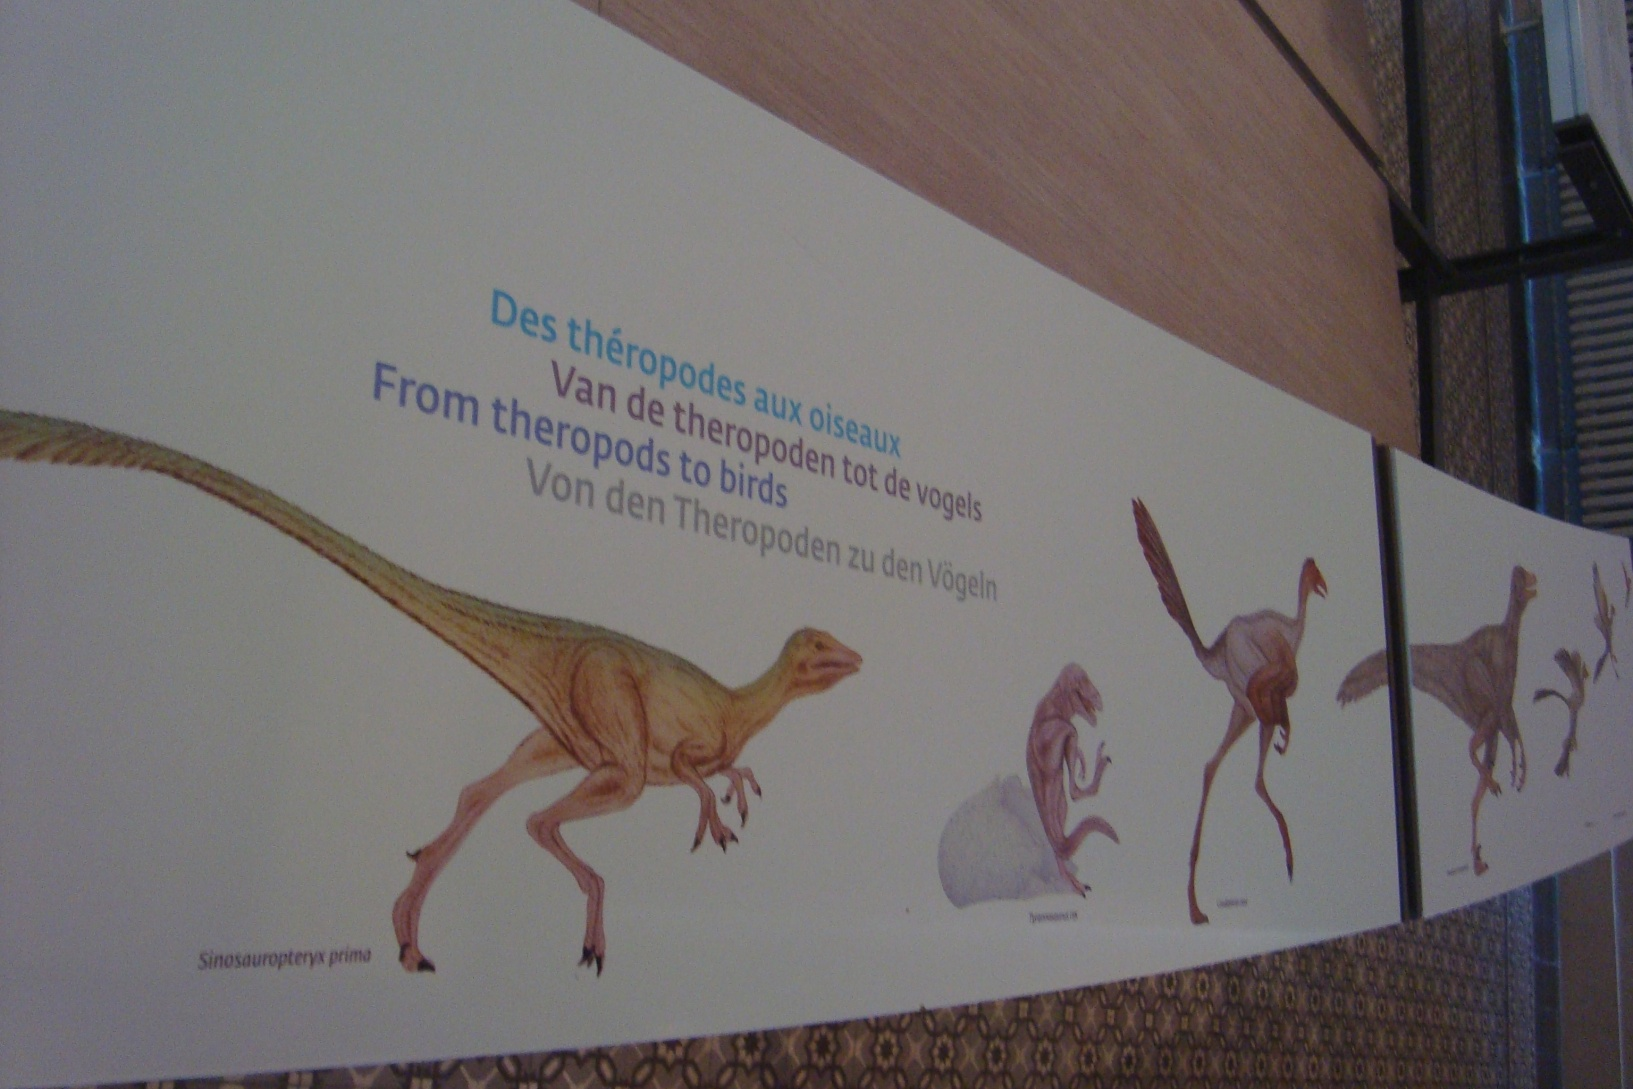 Des théropodes aux oiseaux
Van de theropoden tot de vogels
From theropods to birds
Von den Theropoden zu den Vögeln
Sinosauropteryx prima